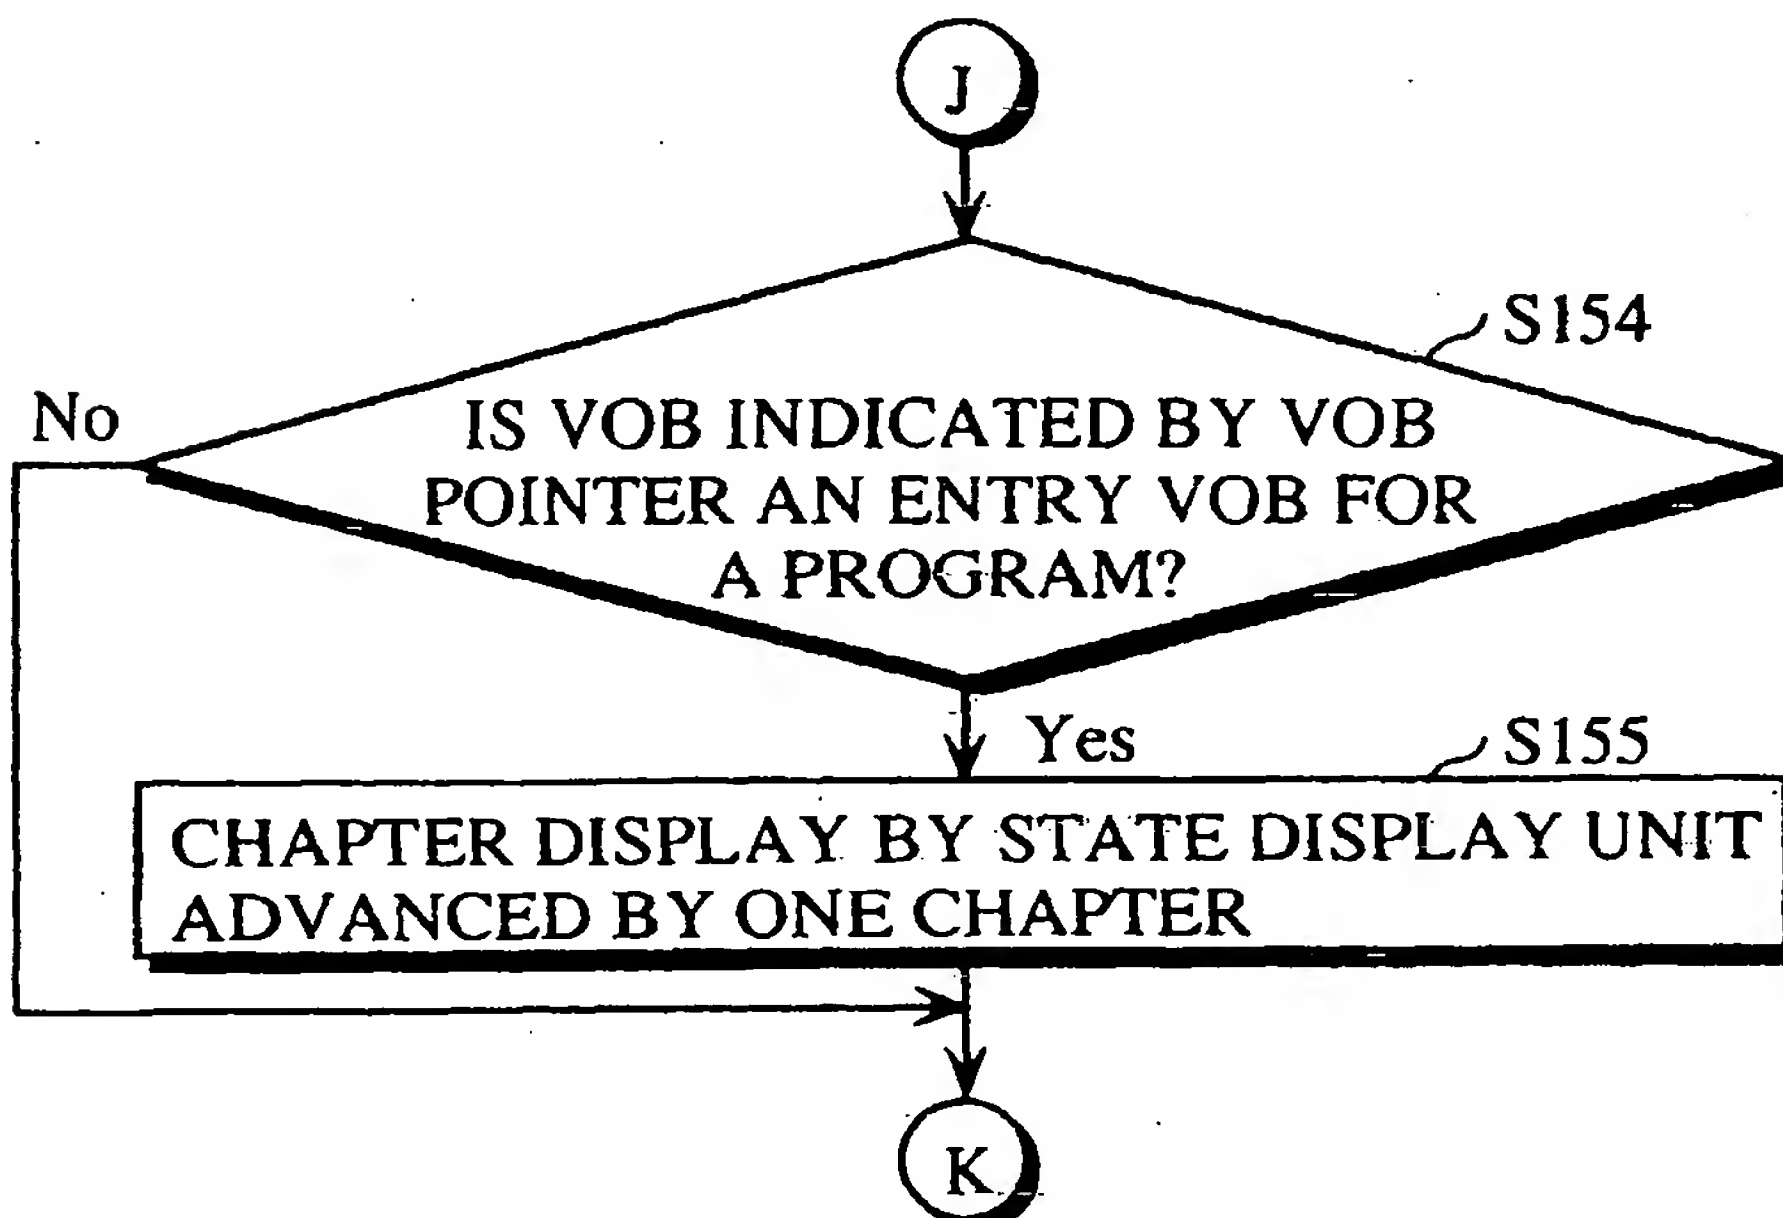 J
S154
No
IS VOB INDICATED BY VOB
POINTER AN ENTRY VOB FOR
A PROGRAM?
Yes
S155
CHAPTER DISPLAY BY STATE DISPLAY UNIT
ADVANCED BY ONE CHAPTER
K